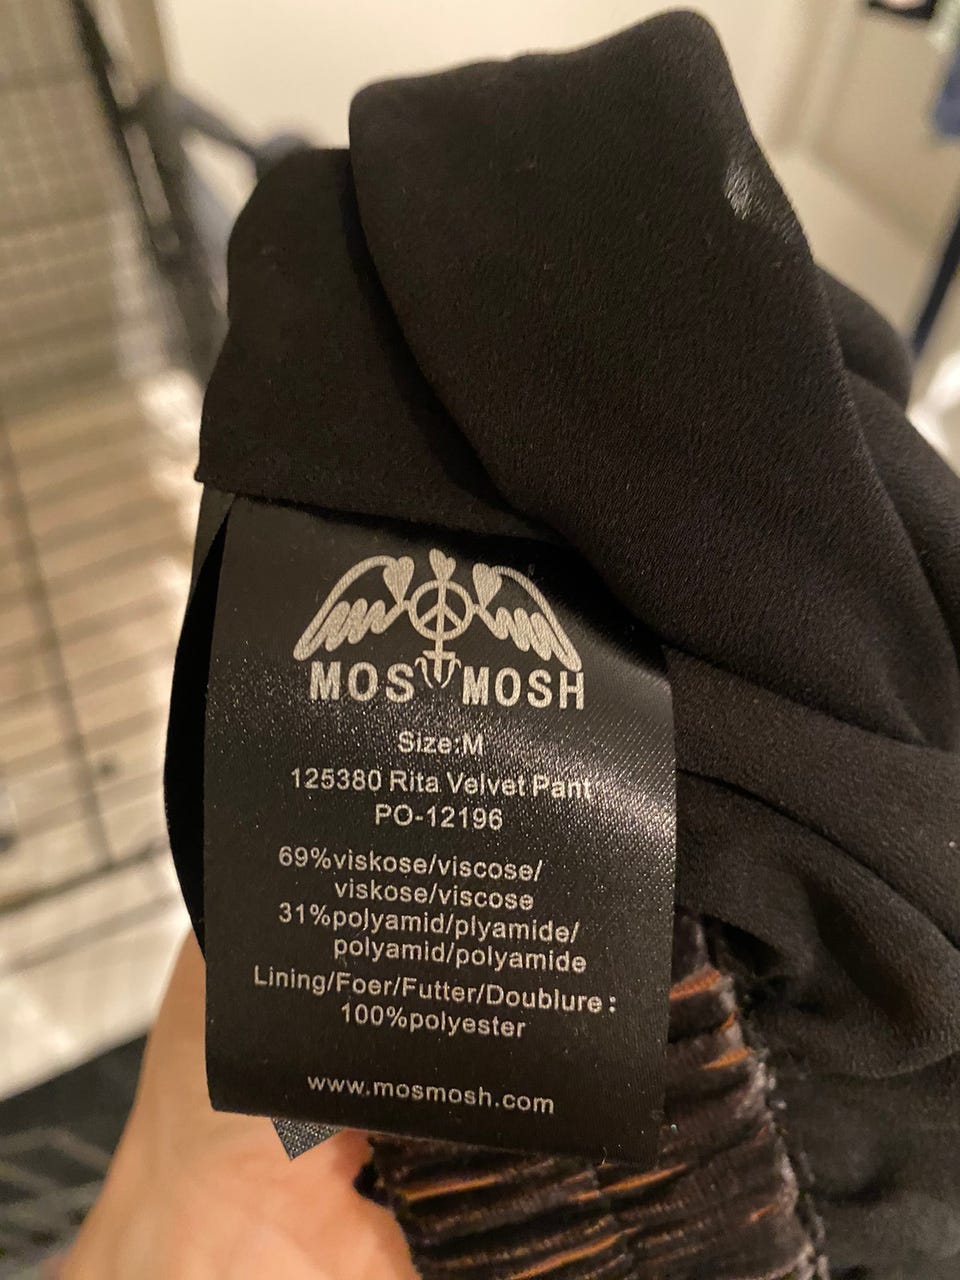 MOS MOSH
Size:M
125380 Rita Velvet Pant
PO-12196
69%viskose/viscose/
viskose/viscose
31%polyamid/plyamide/
polyamid/polyamide
Lining/Foer/Futter/Doublure:
100%polyester
www.mosmosh.com